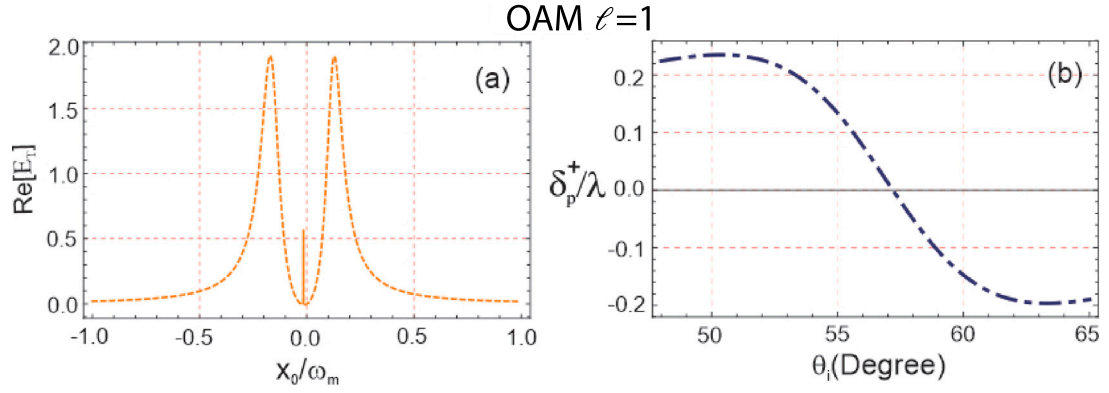 OAM ℓ=1
(a)
Re[E_T]
2.0
1.5
1.0
0.5
0.0
-1.0 -0.5 0.0 0.5 1.0
x₀/ω_m
(b)
δ_p⁺/λ
0.2
0.1
0.0
-0.1
-0.2
50 55 60 65
θ_i(Degree)